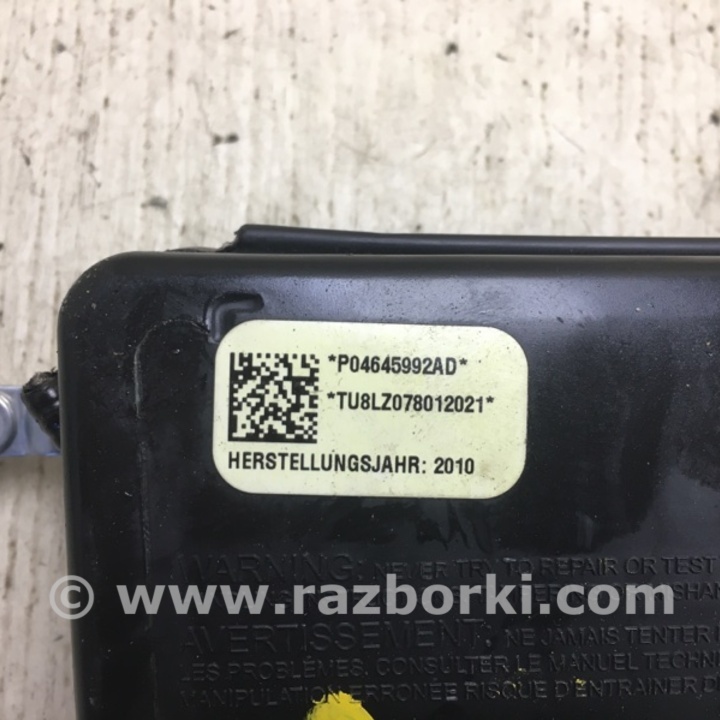 *P04645992AD*
*TU8LZ078012021*
HERSTELLUNGSJAHR: 2010
WARNING: NEVER TRY TO REPAIR OR TEST
© www.razborki.com
AVERTISSEMENT: NE JAMAIS TENTER
LES PROBLÈMES. CONSULTER LE MANUEL TECHN
MANIPULATION ERRONÉE RISQUE D'ENTRAINER